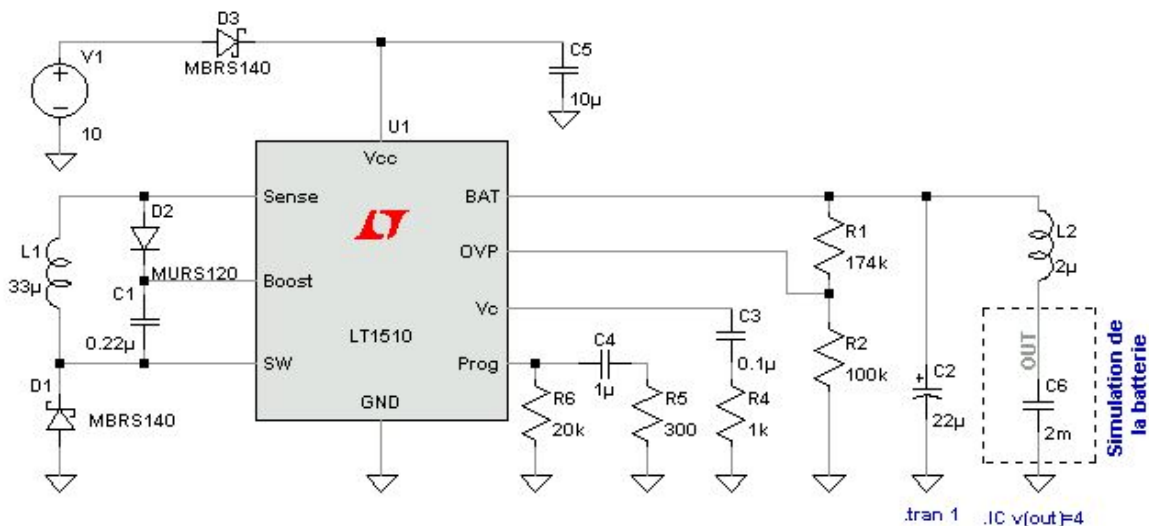 D3
MBRS140
V1
10
C5
10µ
U1
Vcc
Sense
BAT
D2
L1
33µ
MURS120
Boost
OVP
R1
174k
L2
2µ
C1
0.22µ
Vc
LT1510
C3
0.1µ
SW
Prog
C4
1µ
R2
100k
OUT
C6
2m
Simulation de
la batterie
D1
MBRS140
GND
R6
20k
R5
300
R4
1k
C2
22µ
+
.tran 1
.IC v(out)=4